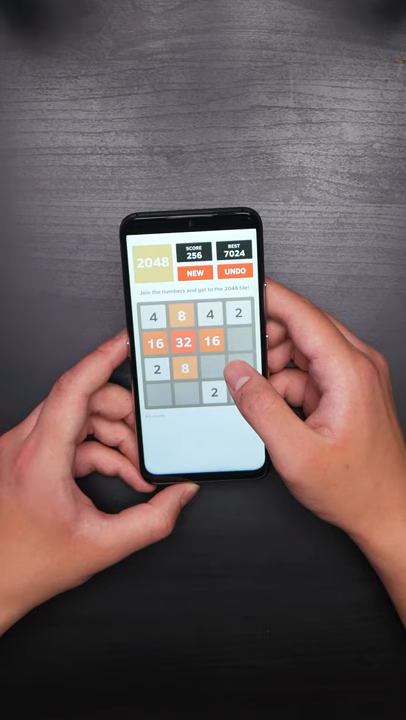 2048
SCORE
256
BEST
7024
NEW
UNDO
Join the numbers and get to the 2048 tile!
4 8 4 2
16 32 16
2 8
2